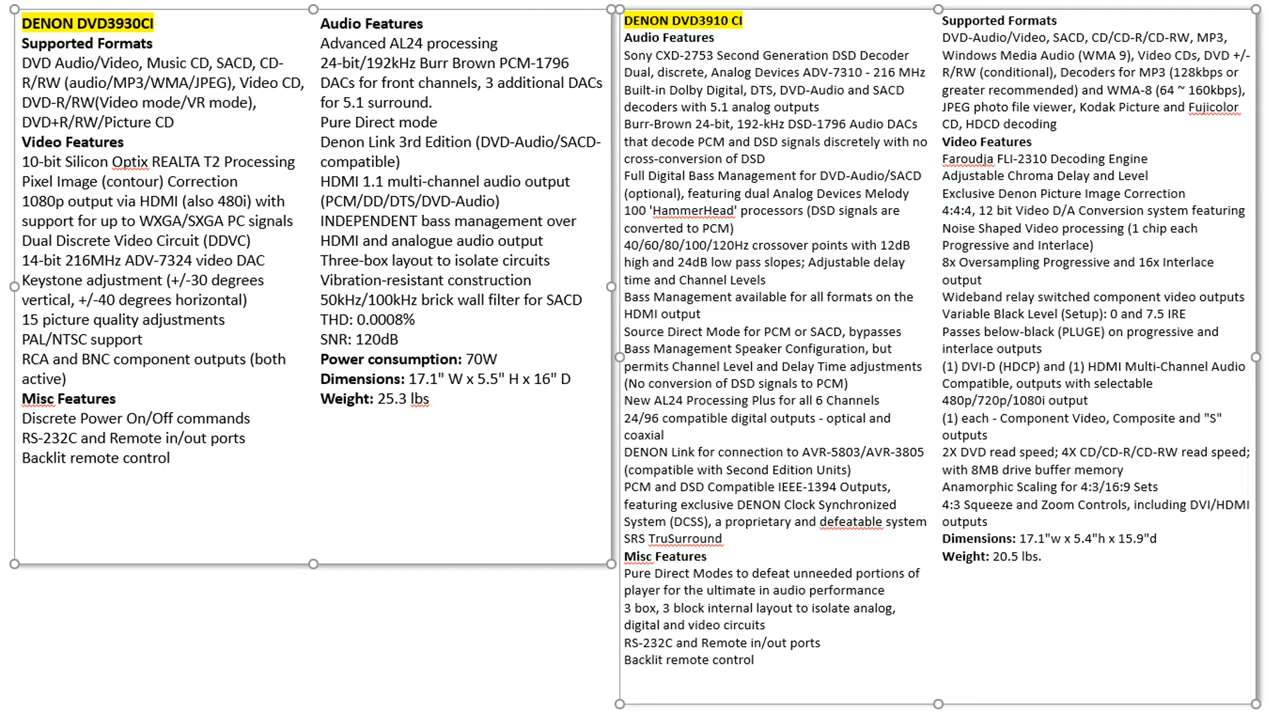 DENON DVD3930CI
Supported Formats
DVD Audio/Video, Music CD, SACD, CD-
R/RW (audio/MP3/WMA/JPEG), Video CD,
DVD-R/RW(Video mode/VR mode),
DVD+R/RW/Picture CD
Video Features
10-bit Silicon Optix REALTA T2 Processing
Pixel Image (contour) Correction
1080p output via HDMI (also 480i) with
support for up to WXGA/SXGA PC signals
Dual Discrete Video Circuit (DDVC)
14-bit 216MHz ADV-7324 video DAC
Keystone adjustment (+/-30 degrees
vertical, +/-40 degrees horizontal)
15 picture quality adjustments
PAL/NTSC support
RCA and BNC component outputs (both
active)
Misc Features
Discrete Power On/Off commands
RS-232C and Remote in/out ports
Backlit remote control
Audio Features
Advanced AL24 processing
24-bit/192kHz Burr Brown PCM-1796
DACs for front channels, 3 additional DACs
for 5.1 surround.
Pure Direct mode
Denon Link 3rd Edition (DVD-Audio/SACD-
compatible)
HDMI 1.1 multi-channel audio output
(PCM/DD/DTS/DVD-Audio)
INDEPENDENT bass management over
HDMI and analogue audio output
Three-box layout to isolate circuits
Vibration-resistant construction
50kHz/100kHz brick wall filter for SACD
THD: 0.0008%
SNR: 120dB
Power consumption: 70W
Dimensions: 17.1" W x 5.5" H x 16" D
Weight: 25.3 lbs
DENON DVD3910 CI
Audio Features
Sony CXD-2753 Second Generation DSD Decoder
Dual, discrete, Analog Devices ADV-7310 - 216 MHz
Built-in Dolby Digital, DTS, DVD-Audio and SACD
decoders with 5.1 analog outputs
Burr-Brown 24-bit, 192-kHz DSD-1796 Audio DACs
that decode PCM and DSD signals discretely with no
cross-conversion of DSD
Full Digital Bass Management for DVD-Audio/SACD
(optional), featuring dual Analog Devices Melody
100 'HammerHead' processors (DSD signals are
converted to PCM)
40/60/80/100/120Hz crossover points with 12dB
high and 24dB low pass slopes; Adjustable delay
time and Channel Levels
Bass Management available for all formats on the
HDMI output
Source Direct Mode for PCM or SACD, bypasses
Bass Management Speaker Configuration, but
permits Channel Level and Delay Time adjustments
(No conversion of DSD signals to PCM)
New AL24 Processing Plus for all 6 Channels
24/96 compatible digital outputs - optical and
coaxial
DENON Link for connection to AVR-5803/AVR-3805
(compatible with Second Edition Units)
PCM and DSD Compatible IEEE-1394 Outputs,
featuring exclusive DENON Clock Synchronized
System (DCSS), a proprietary and defeatable system
SRS TruSurround
Misc Features
Pure Direct Modes to defeat unneeded portions of
player for the ultimate in audio performance
3 box, 3 block internal layout to isolate analog,
digital and video circuits
RS-232C and Remote in/out ports
Backlit remote control
Supported Formats
DVD-Audio/Video, SACD, CD/CD-R/CD-RW, MP3,
Windows Media Audio (WMA 9), Video CDs, DVD +/-
R/RW (conditional), Decoders for MP3 (128kbps or
greater recommended) and WMA-8 (64 ~ 160kbps),
JPEG photo file viewer, Kodak Picture and Fujicolor
CD, HDCD decoding
Video Features
Faroudja FLI-2310 Decoding Engine
Adjustable Chroma Delay and Level
Exclusive Denon Picture Image Correction
4:4:4, 12 bit Video D/A Conversion system featuring
Noise Shaped Video processing (1 chip each
Progressive and Interlace)
8x Oversampling Progressive and 16x Interlace
output
Wideband relay switched component video outputs
Variable Black Level (Setup): 0 and 7.5 IRE
Passes below-black (PLUGE) on progressive and
interlace outputs
(1) DVI-D (HDCP) and (1) HDMI Multi-Channel Audio
Compatible, outputs with selectable
480p/720p/1080i output
(1) each - Component Video, Composite and "S"
outputs
2X DVD read speed; 4X CD/CD-R/CD-RW read speed;
with 8MB drive buffer memory
Anamorphic Scaling for 4:3/16:9 Sets
4:3 Squeeze and Zoom Controls, including DVI/HDMI
outputs
Dimensions: 17.1"w x 5.4"h x 15.9"d
Weight: 20.5 lbs.